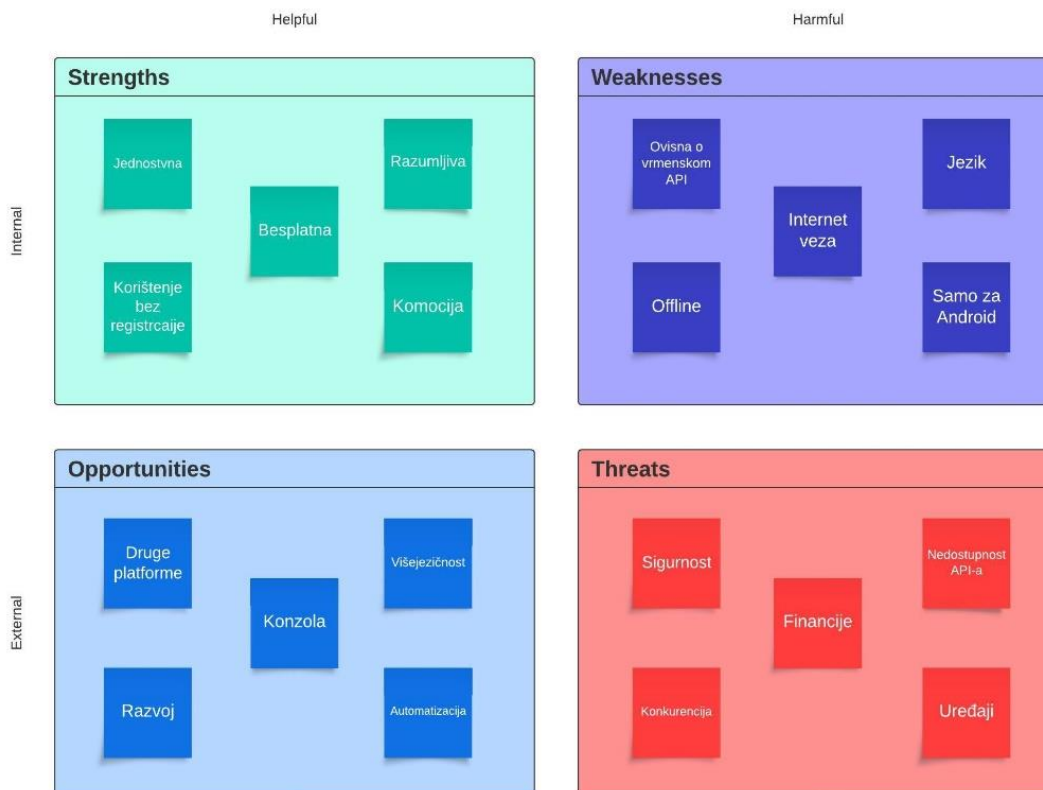 Helpful
Harmful
Internal
Strengths
Jednostvna
Razumljiva
Besplatna
Korištenje
bez
registrcaije
Komocija
Weaknesses
Ovisna o
vrmenskom
API
Jezik
Internet
veza
Offline
Samo za
Android
External
Opportunities
Druge
platforme
Višejezičnost
Konzola
Razvoj
Automatizacija
Threats
Sigurnost
Nedostupnost
API-a
Financije
Konkurencija
Uređaji